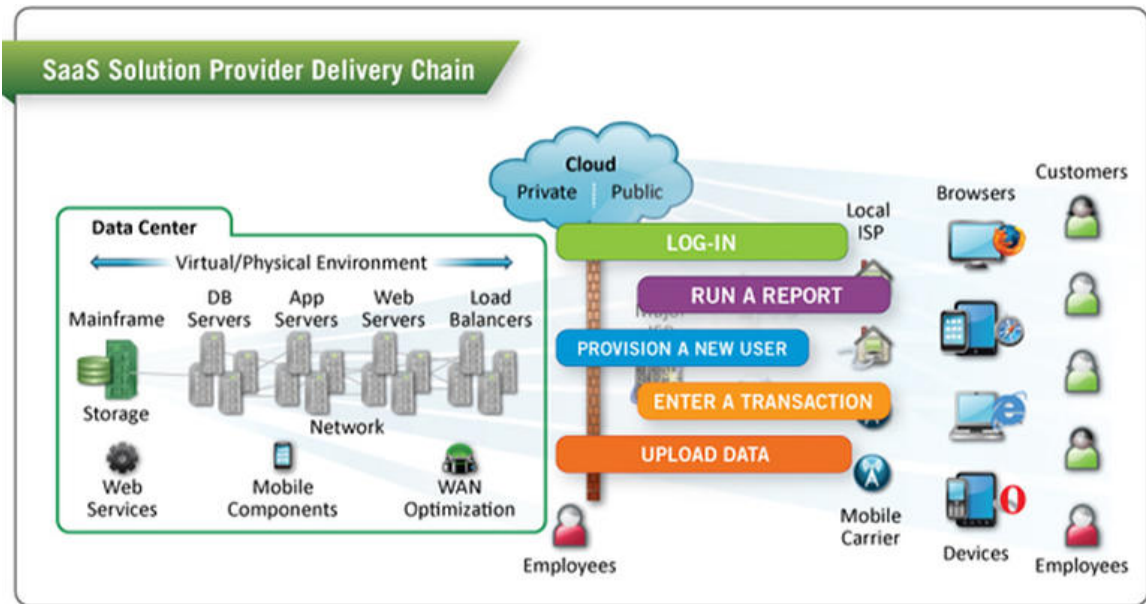 SaaS Solution Provider Delivery Chain
Cloud
Private
Public
Customers
Browsers
Local
ISP
Data Center
Virtual/Physical Environment
LOG-IN
RUN A REPORT
PROVISION A NEW USER
ENTER A TRANSACTION
UPLOAD DATA
Mainframe
DB
Servers
App
Servers
Web
Servers
Load
Balancers
Storage
Network
Web
Services
Mobile
Components
WAN
Optimization
Employees
Mobile
Carrier
Devices
Employees